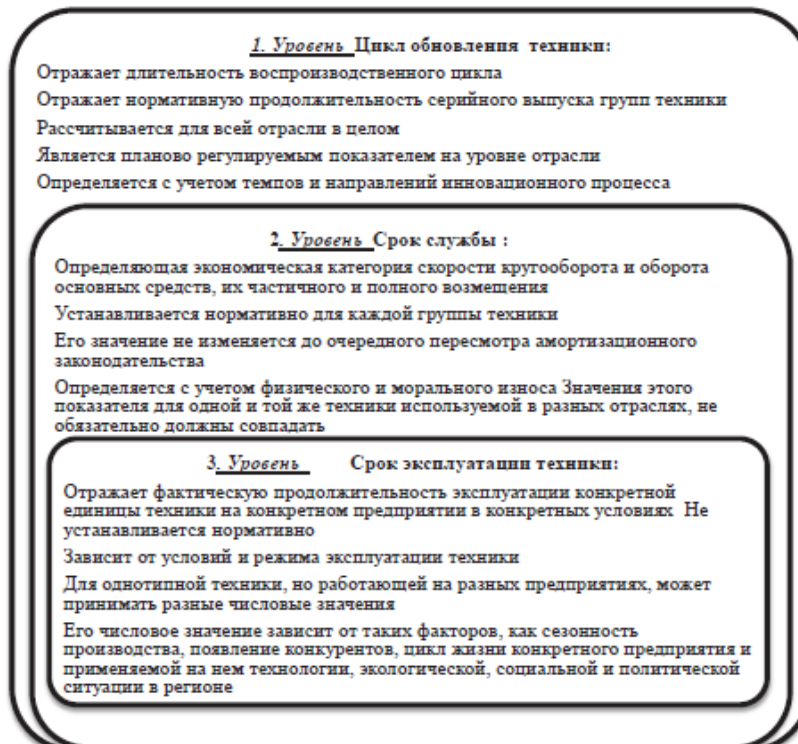 1. Уровень Цикл обновления техники:
Отражает длительность воспроизводственного цикла
Отражает нормативную продолжительность серийного выпуска групп техники
Рассчитывается для всей отрасли в целом
Является планово регулируемым показателем на уровне отрасли
Определяется с учетом темпов и направлений инновационного процесса
2. Уровень Срок службы :
Определяющая экономическая категория скорости кругооборота и оборота
основных средств, их частичного и полного возмещения
Устанавливается нормативно для каждой группы техники
Его значение не изменяется до очередного пересмотра амортизационного
законодательства
Определяется с учетом физического и морального износа Значения этого
показателя для одной и той же техники используемой в разных отраслях, не
обязательно должны совпадать
3. Уровень Срок эксплуатации техники:
Отражает фактическую продолжительность эксплуатации конкретной
единицы техники на конкретном предприятии в конкретных условиях Не
устанавливается нормативно
Зависит от условий и режима эксплуатации техники
Для однотипной техники, но работающей на разных предприятиях, может
принимать разные числовые значения
Его числовое значение зависит от таких факторов, как сезонность
производства, появление конкурентов, цикл жизни конкретного предприятия и
применяемой на нем технологии, экологической, социальной и политической
ситуации в регионе